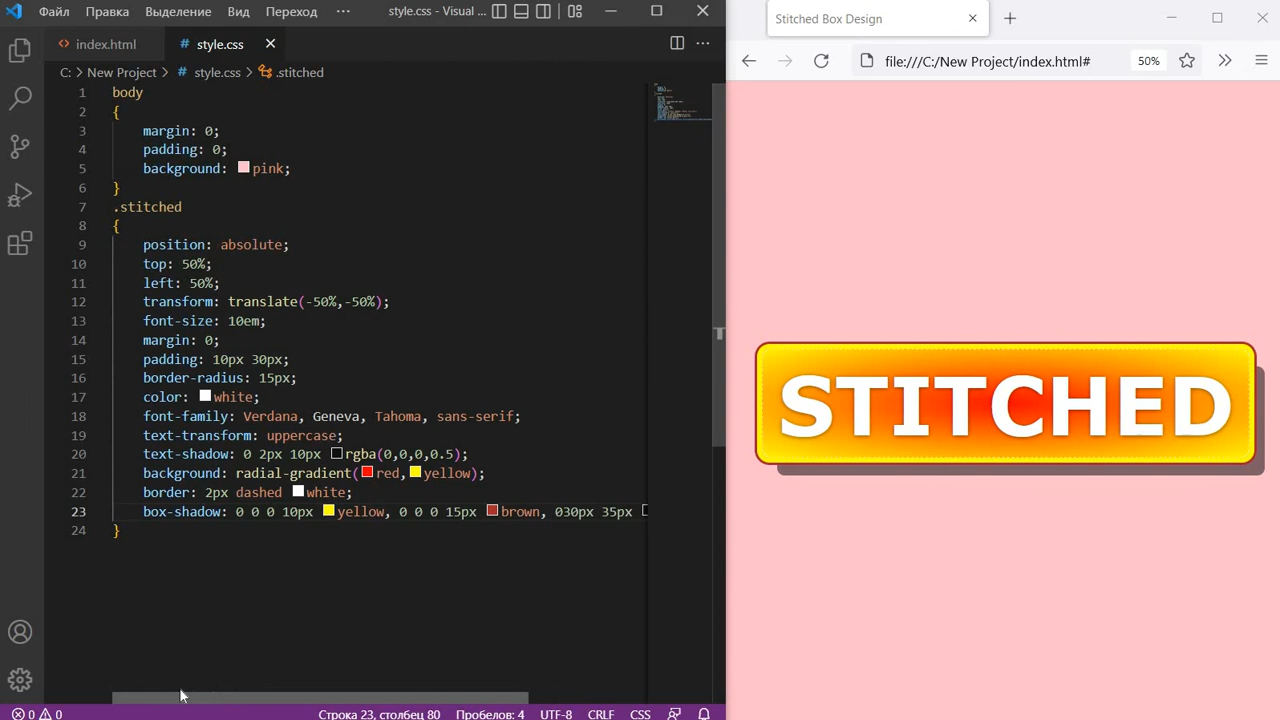 Файл Правка Выделение Вид Переход ··· style.css - Visual ...
index.html
style.css
C: > New Project > # style.css > .stitched
1 body
2 {
3 margin: 0;
4 padding: 0;
5 background: pink;
6 }
7 .stitched
8 {
9 position: absolute;
10 top: 50%;
11 left: 50%;
12 transform: translate(-50%,-50%);
13 font-size: 10em;
14 margin: 0;
15 padding: 10px 30px;
16 border-radius: 15px;
17 color: white;
18 font-family: Verdana, Geneva, Tahoma, sans-serif;
19 text-transform: uppercase;
20 text-shadow: 0 2px 10px rgba(0,0,0,0.5);
21 background: radial-gradient(red,yellow);
22 border: 2px dashed white;
23 box-shadow: 0 0 0 10px yellow, 0 0 0 15px brown, 030px 35px
24 }
0 0
Строка 23, столбец 80 Пробелов: 4 UTF-8 CRLF CSS
Stitched Box Design
file:///C:/New Project/index.html# 50%
STITCHED